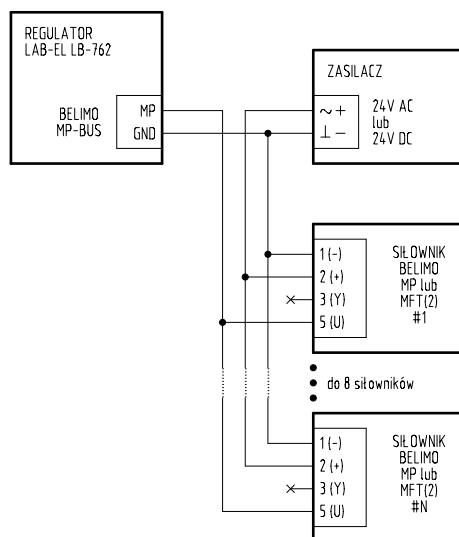 REGULATOR
LAB-EL LB-762
BELIMO
MP-BUS
MP
GND
ZASILACZ
~ +
⊥ −
24V AC
lub
24V DC
1 (-)
2 (+)
3 (Y)
5 (U)
SIŁOWNIK
BELIMO
MP lub
MFT(2)
#1
do 8 siłowników
1 (-)
2 (+)
3 (Y)
5 (U)
SIŁOWNIK
BELIMO
MP lub
MFT(2)
#N